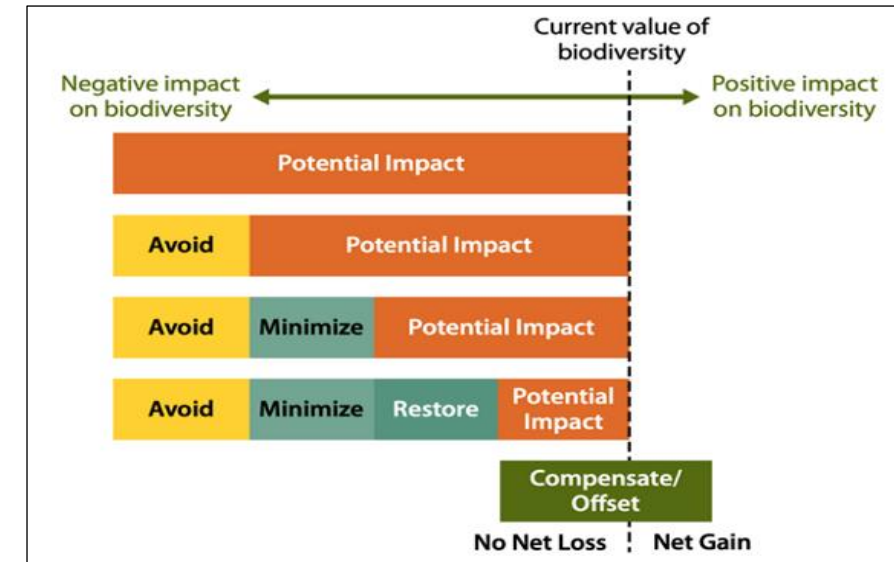 Current value of
biodiversity
Negative impact
on biodiversity
Positive impact
on biodiversity
Potential Impact
Avoid
Potential Impact
Avoid
Minimize
Potential Impact
Avoid
Minimize
Restore
Potential
Impact
Compensate/
Offset
No Net Loss
Net Gain